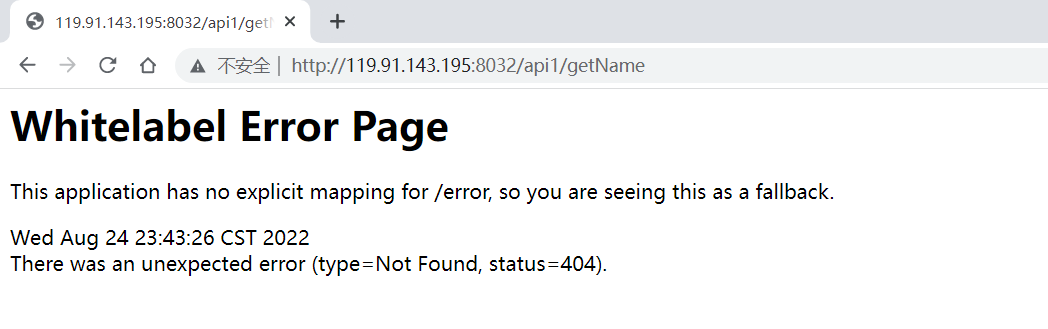 119.91.143.195:8032/api1/get
不安全 | http://119.91.143.195:8032/api1/getName
Whitelabel Error Page
This application has no explicit mapping for /error, so you are seeing this as a fallback.
Wed Aug 24 23:43:26 CST 2022
There was an unexpected error (type=Not Found, status=404).